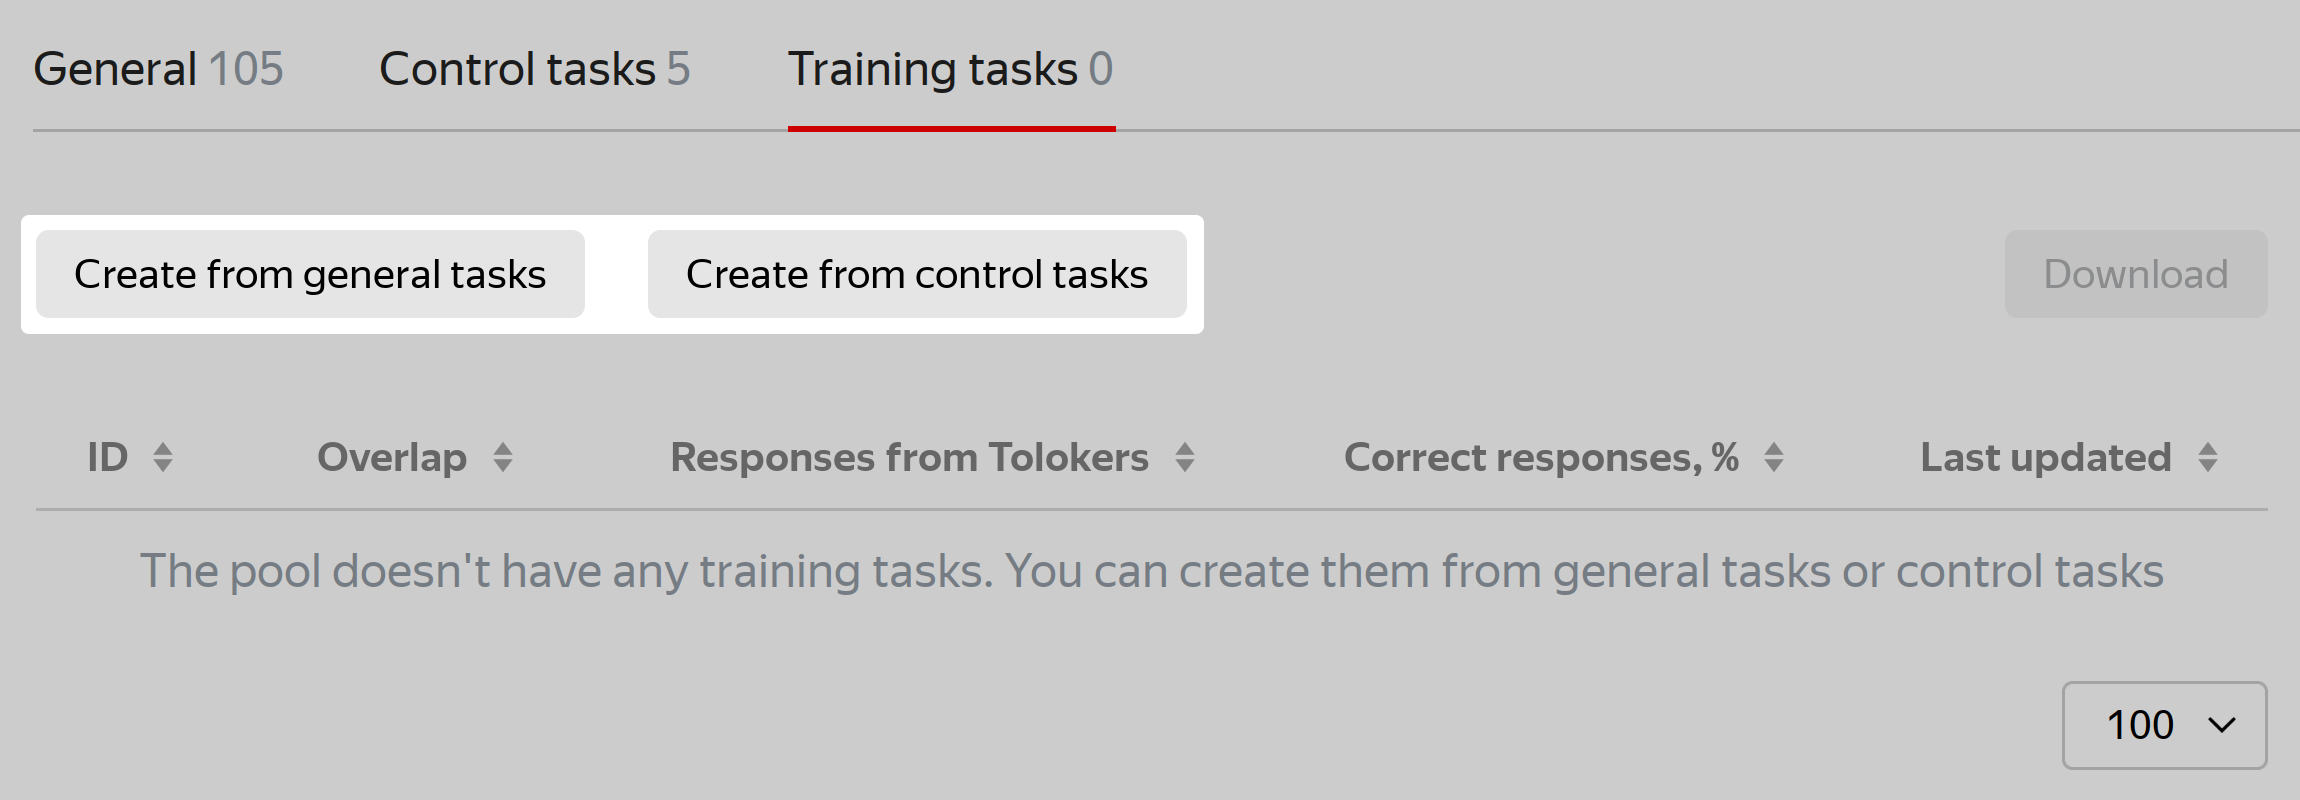 General 105 Control tasks 5 Training tasks 0
Create from general tasks Create from control tasks Download
ID Overlap Responses from Tolokers Correct responses, % Last updated
The pool doesn't have any training tasks. You can create them from general tasks or control tasks
100